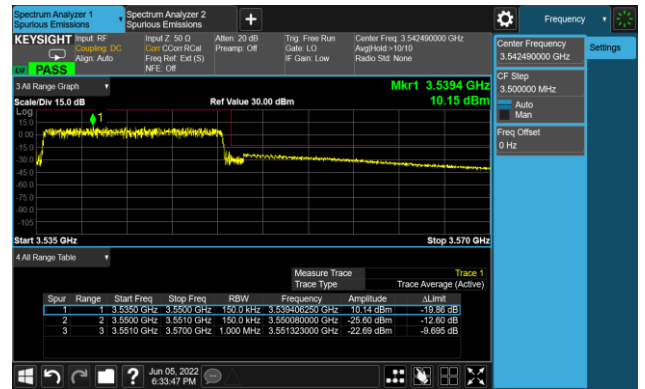 Spectrum Analyzer 1
Spurious Emissions
Spectrum Analyzer 2
Spurious Emissions
+
Frequency
KEYSIGHT
Input: RF
Coupling: DC
Align: Auto
Input Z: 50 Ω
Corr CCorr RCal
Freq Ref: Ext (S)
NFE: Off
Atten: 20 dB
Preamp: Off
Trig: Free Run
Gate: LO
IF Gain: Low
Center Freq: 3.542490000 GHz
Avg|Hold:>10/10
Radio Std: None
PASS
Center Frequency
3.542490000 GHz
Settings
CF Step
3.500000 MHz
Auto
Man
Freq Offset
0 Hz
3 All Range Graph
Mkr1 3.5394 GHz
10.15 dBm
Scale/Div 15.0 dB
Ref Value 30.00 dBm
Log
15.0
0.00
-15.0
-30.0
-45.0
-60.0
-75.0
-90.0
-105
1
Start 3.535 GHz
Stop 3.570 GHz
4 All Range Table
Measure Trace Trace 1
Trace Type Trace Average (Active)
Spur Range Start Freq Stop Freq RBW Frequency Amplitude ΔLimit
1 1 3.5350 GHz 3.5500 GHz 150.0 kHz 3.539406250 GHz 10.14 dBm -19.86 dB
2 2 3.5500 GHz 3.5510 GHz 150.0 kHz 3.550080000 GHz -25.60 dBm -12.60 dB
3 3 3.5510 GHz 3.5700 GHz 1.000 MHz 3.551323000 GHz -22.69 dBm -9.695 dB
?
Jun 05, 2022
6:33:47 PM